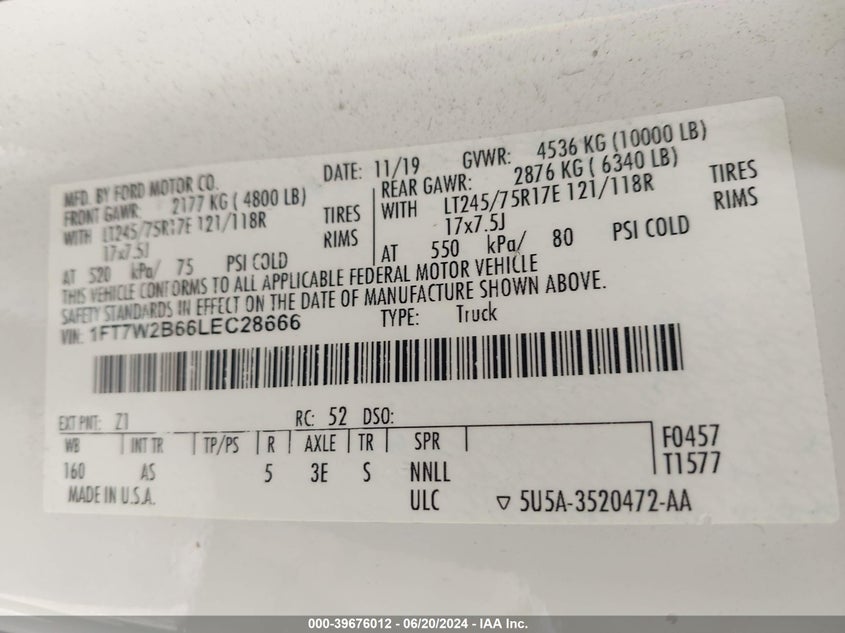 MFD. BY FORD MOTOR CO. DATE: 11/19 GVWR: 4536 KG (10000 LB)
FRONT GAWR: 2177 KG ( 4800 LB) REAR GAWR: 2876 KG ( 6340 LB)
WITH LT245/75R17E 121/118R TIRES WITH LT245/75R17E 121/118R TIRES
17x7.5J RIMS 17x7.5J RIMS
AT 520 kPa/ 75 PSI COLD AT 550 kPa/ 80 PSI COLD
THIS VEHICLE CONFORMS TO ALL APPLICABLE FEDERAL MOTOR VEHICLE
SAFETY STANDARDS IN EFFECT ON THE DATE OF MANUFACTURE SHOWN ABOVE.
VIN: 1FT7W2B66LEC28666 TYPE: Truck
EXT PNT: Z1 RC: 52 DSO:
WB INT TR TP/PS R AXLE TR SPR F0457
160 AS 5 3E S NNLL T1577
MADE IN U.S.A. ULC ▽ 5U5A-3520472-AA
000-39676012 - 06/20/2024 - IAA Inc.